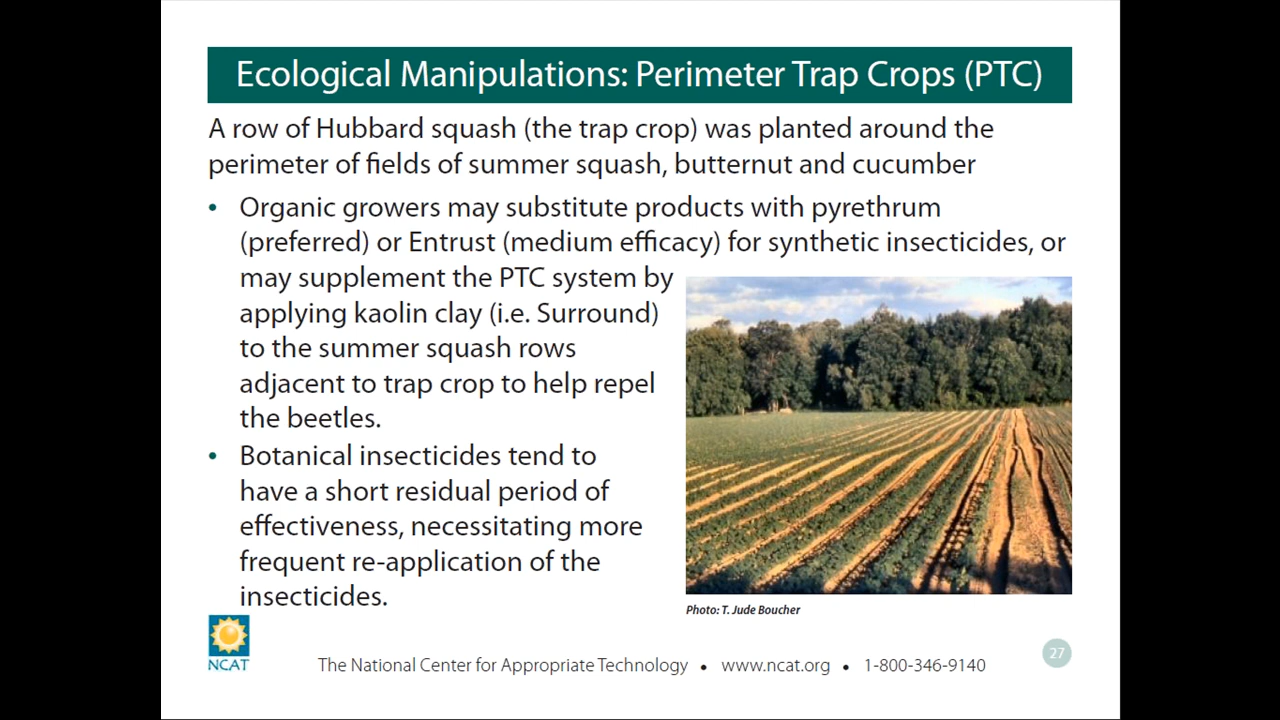 Ecological Manipulations: Perimeter Trap Crops (PTC)
A row of Hubbard squash (the trap crop) was planted around the
perimeter of fields of summer squash, butternut and cucumber
• Organic growers may substitute products with pyrethrum
(preferred) or Entrust (medium efficacy) for synthetic insecticides, or
may supplement the PTC system by
applying kaolin clay (i.e. Surround)
to the summer squash rows
adjacent to trap crop to help repel
the beetles.
• Botanical insecticides tend to
have a short residual period of
effectiveness, necessitating more
frequent re-application of the
insecticides.
Photo: T. Jude Boucher
NCAT
The National Center for Appropriate Technology • www.ncat.org • 1-800-346-9140
27